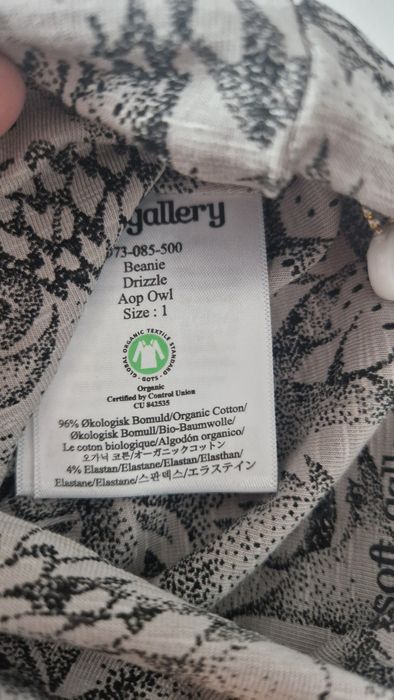 gallery
73-085-500
Beanie
Drizzle
Aop Owl
Size : 1
GLOBAL ORGANIC TEXTILE STANDARD · GOTS ·
Organic
Certified by Control Union
CU 842535
96% Økologisk Bomuld/Organic Cotton/
Økologisk Bomull/Bio-Baumwolle/
Le coton biologique/Algodón organico/
오가닉 코튼/オーガニックコットン
4% Elastan/Elastane/Elastan/Elasthan/
Elastane/Elastane/스판덱스/エラステイン
soft gall